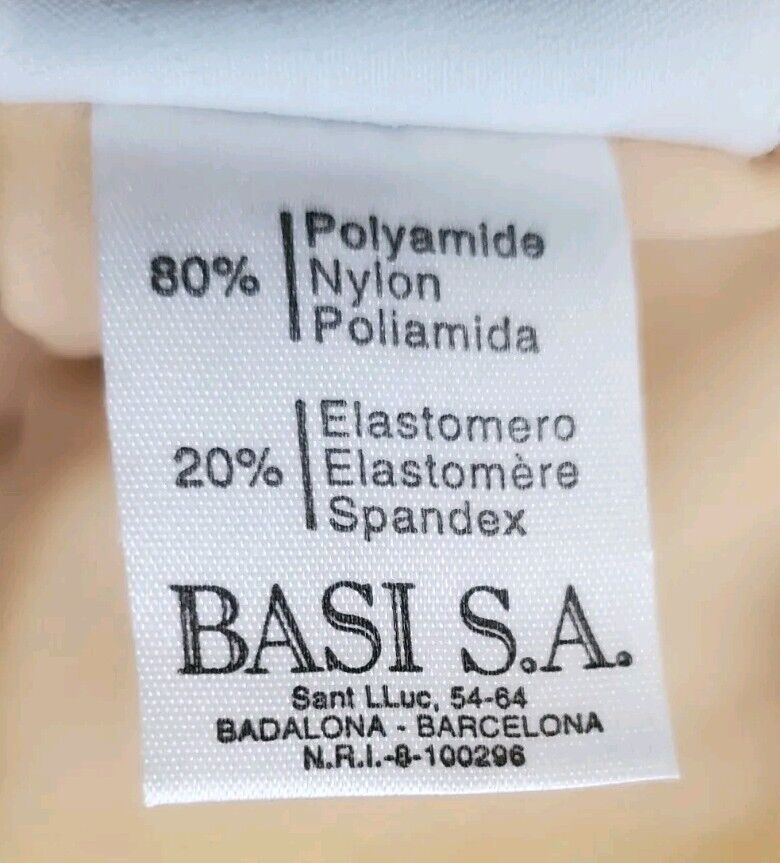 80%
Polyamide
Nylon
Poliamida
20%
Elastomero
Elastomère
Spandex
BASI S.A.
Sant LLuc, 54-64
BADALONA - BARCELONA
N.R.I.-8-100296